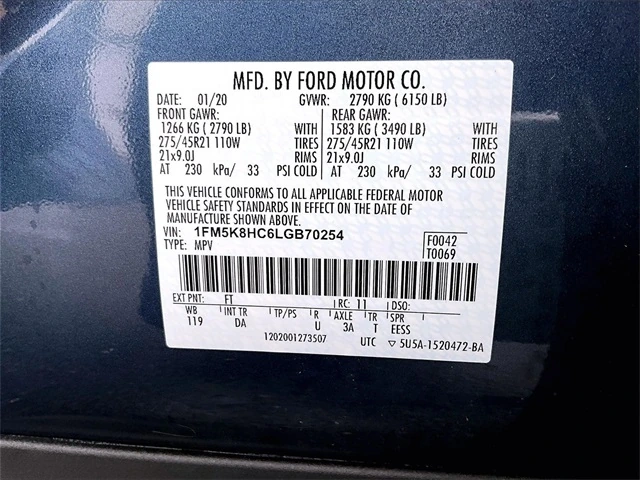 MFD. BY FORD MOTOR CO.
DATE: 01/20 GVWR: 2790 KG ( 6150 LB)
FRONT GAWR: REAR GAWR:
1266 KG ( 2790 LB) WITH 1583 KG ( 3490 LB) WITH
275/45R21 110W TIRES 275/45R21 110W TIRES
21x9.0J RIMS 21x9.0J RIMS
AT 230 kPa/ 33 PSI COLD AT 230 kPa/ 33 PSI COLD
THIS VEHICLE CONFORMS TO ALL APPLICABLE FEDERAL MOTOR
VEHICLE SAFETY STANDARDS IN EFFECT ON THE DATE OF
MANUFACTURE SHOWN ABOVE.
VIN: 1FM5K8HC6LGB70254 F0042
TYPE: MPV T0069
EXT PNT: FT RC: 11 DSO:
WB INT TR TP/PS R AXLE TR SPR
119 DA U 3A T EESS
1202001273507 UTC ▽ 5U5A-1520472-BA